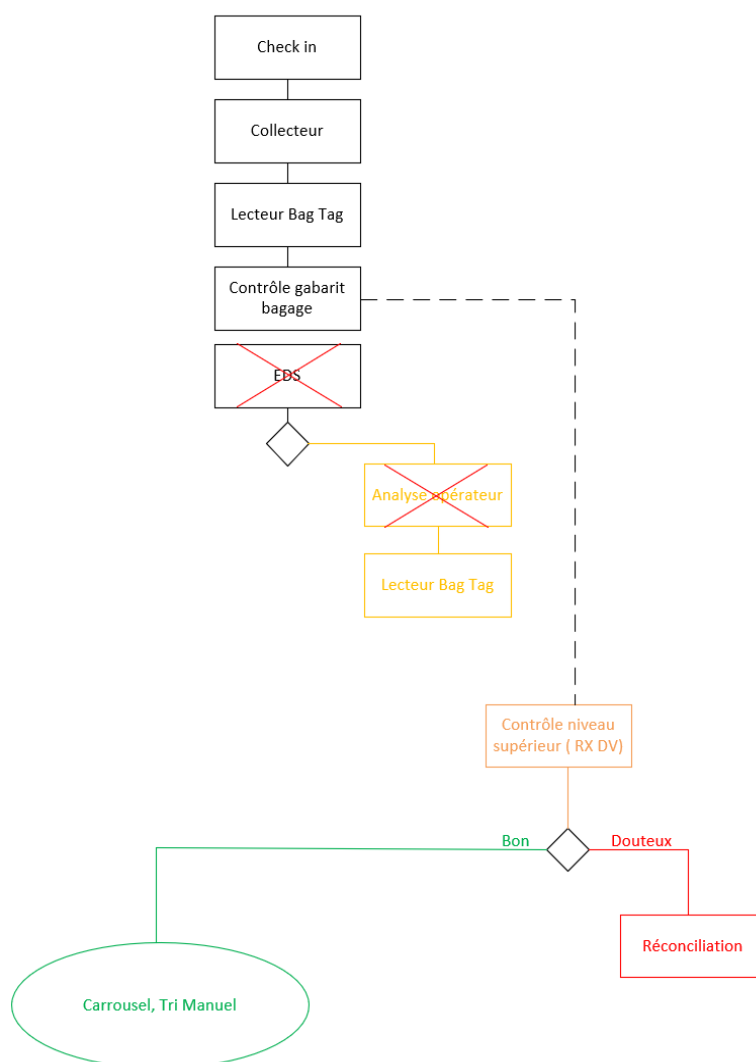 Check in
Collecteur
Lecteur Bag Tag
Contrôle gabarit
bagage
EDS
Analyse opérateur
Lecteur Bag Tag
Contrôle niveau
supérieur ( RX DV)
Bon
Douteux
Réconciliation
Carrousel, Tri Manuel